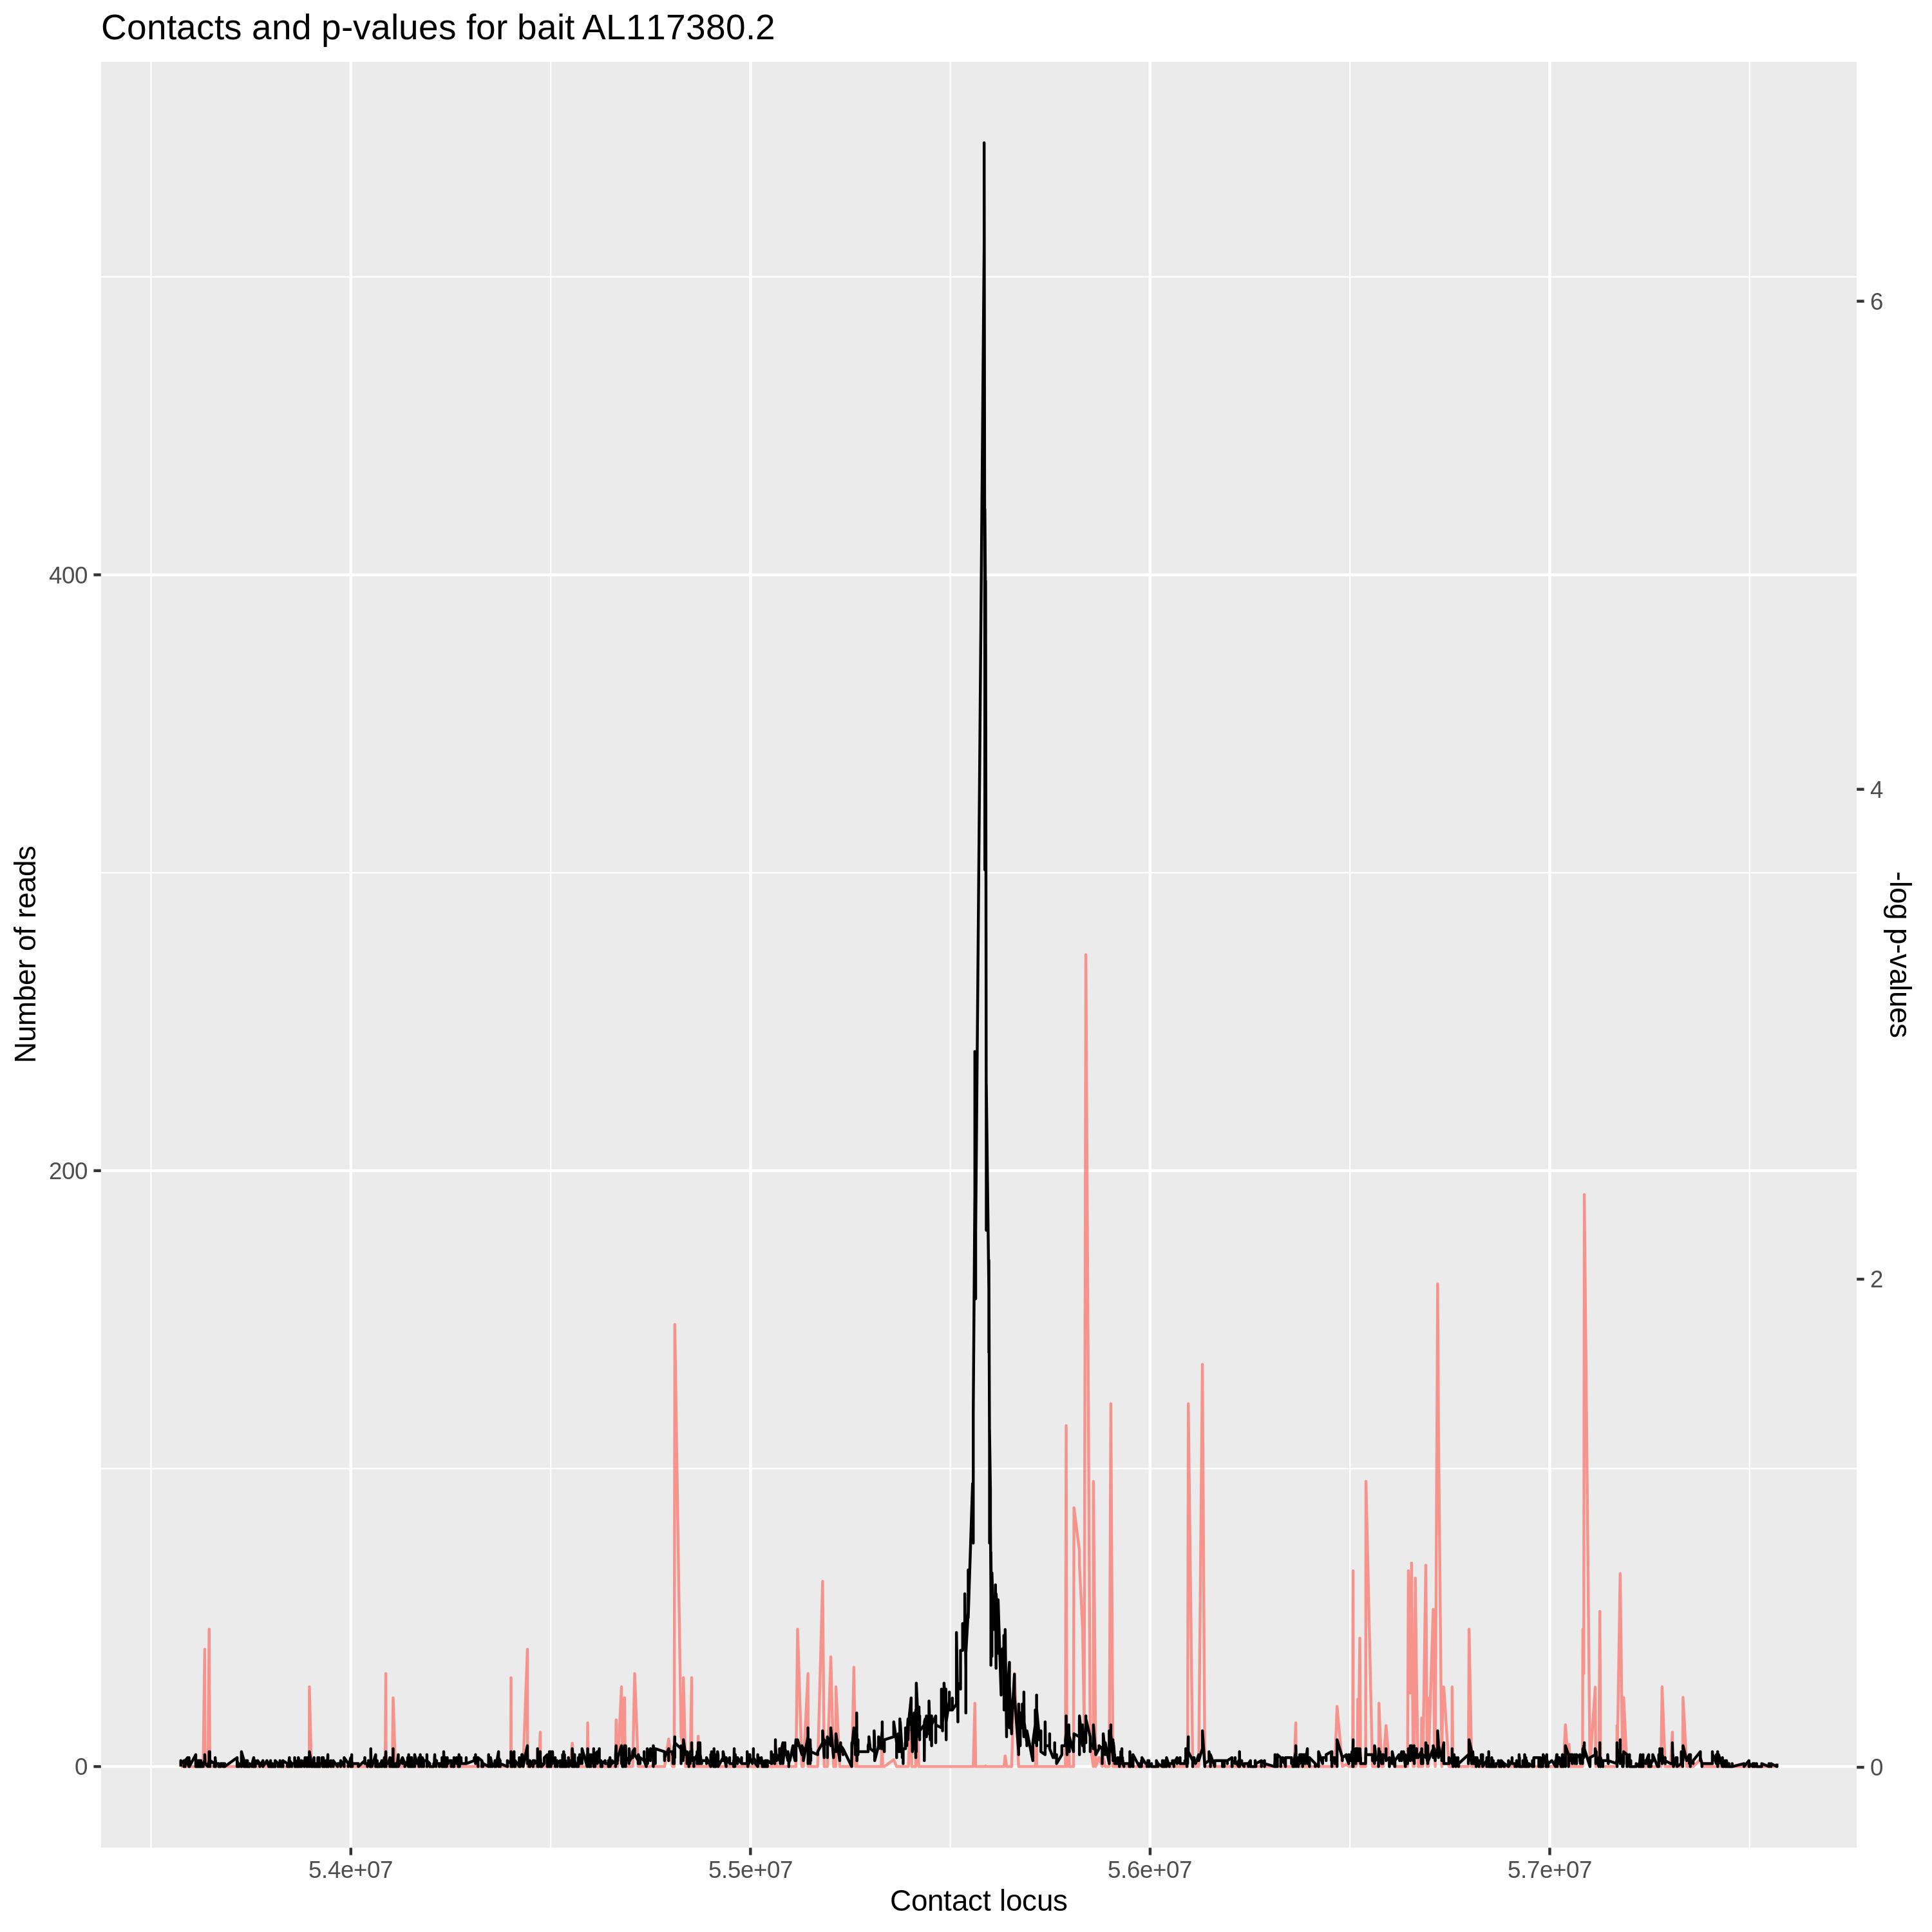 Contacts and p-values for bait AL117380.2
Number of reads
400
200
0
6
4
2
0
-log p-values
5.4e+07
5.5e+07
5.6e+07
5.7e+07
Contact locus